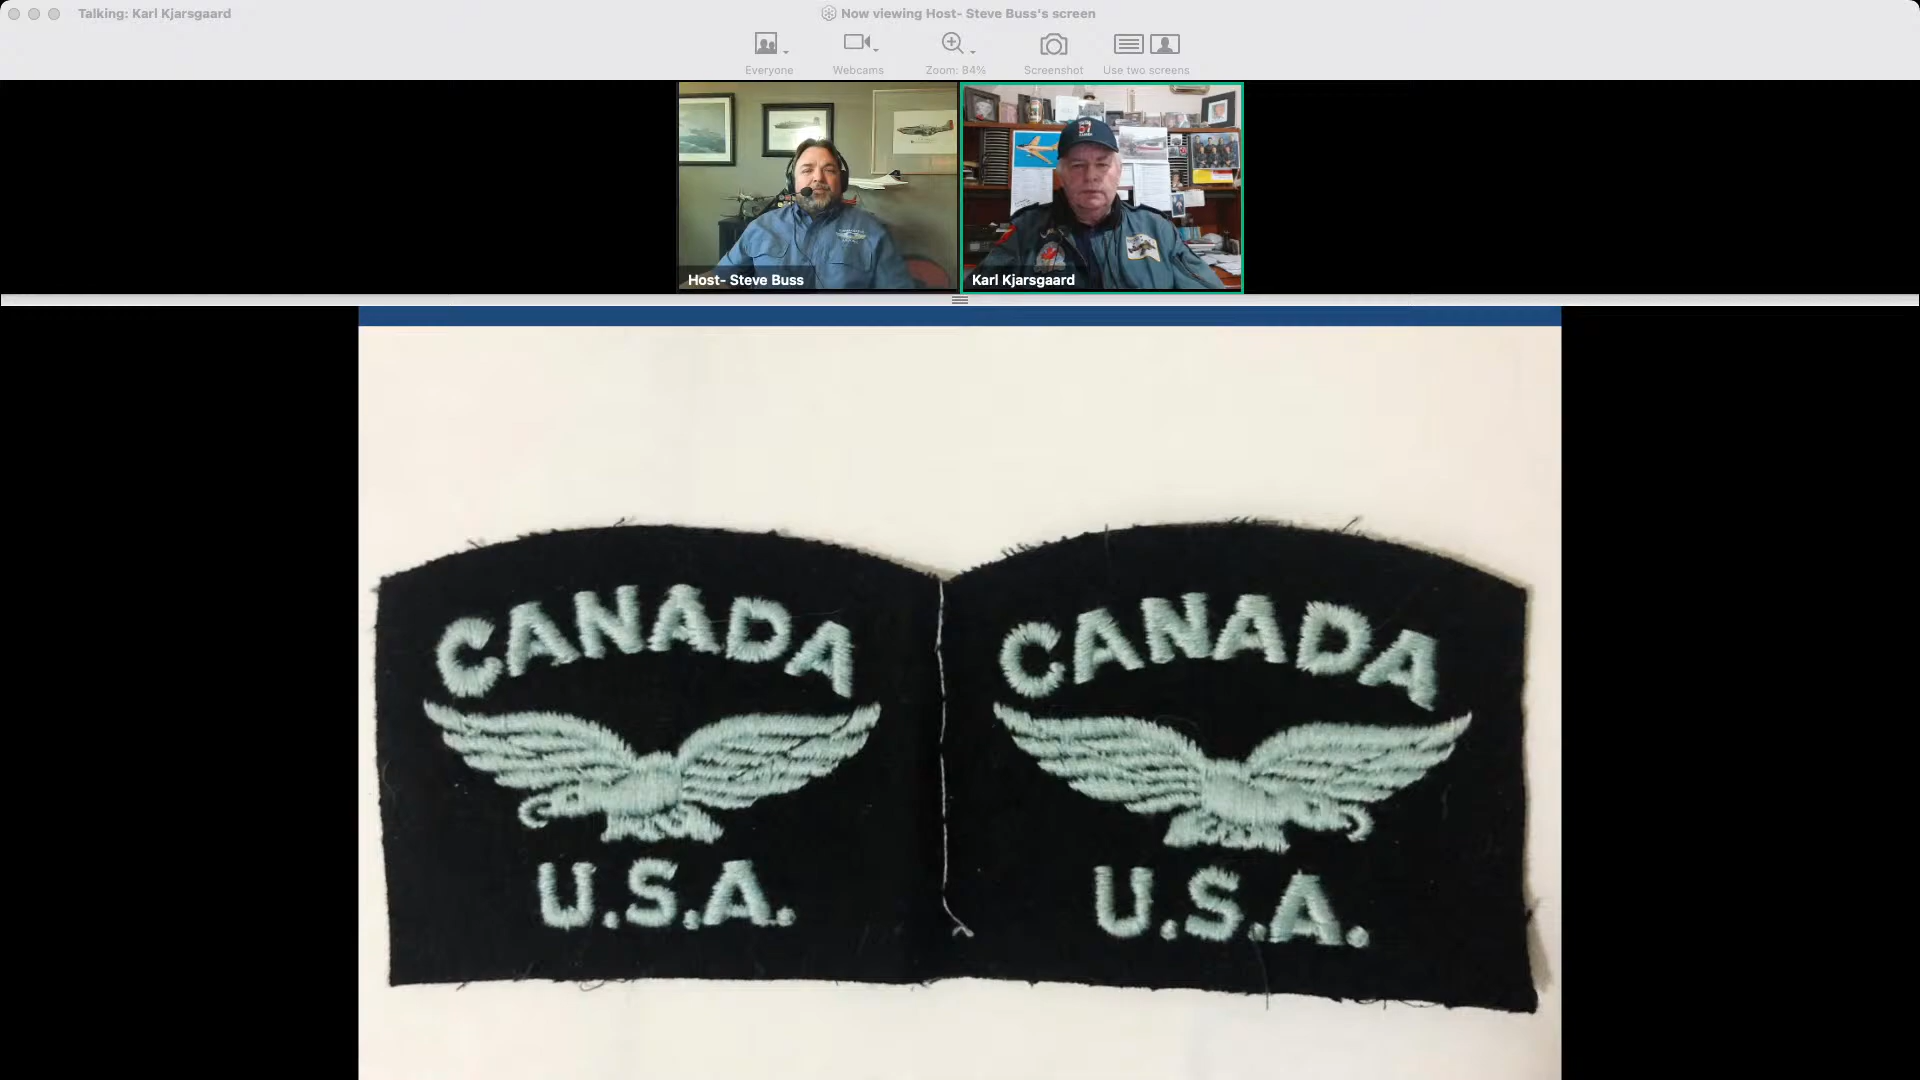 Talking: Karl Kjarsgaard
Now viewing Host- Steve Buss's screen
Everyone
Webcams
Zoom: 94%
Screenshot
Use two screens
Host- Steve Buss
Karl Kjarsgaard
CANADA
U.S.A.
CANADA
U.S.A.